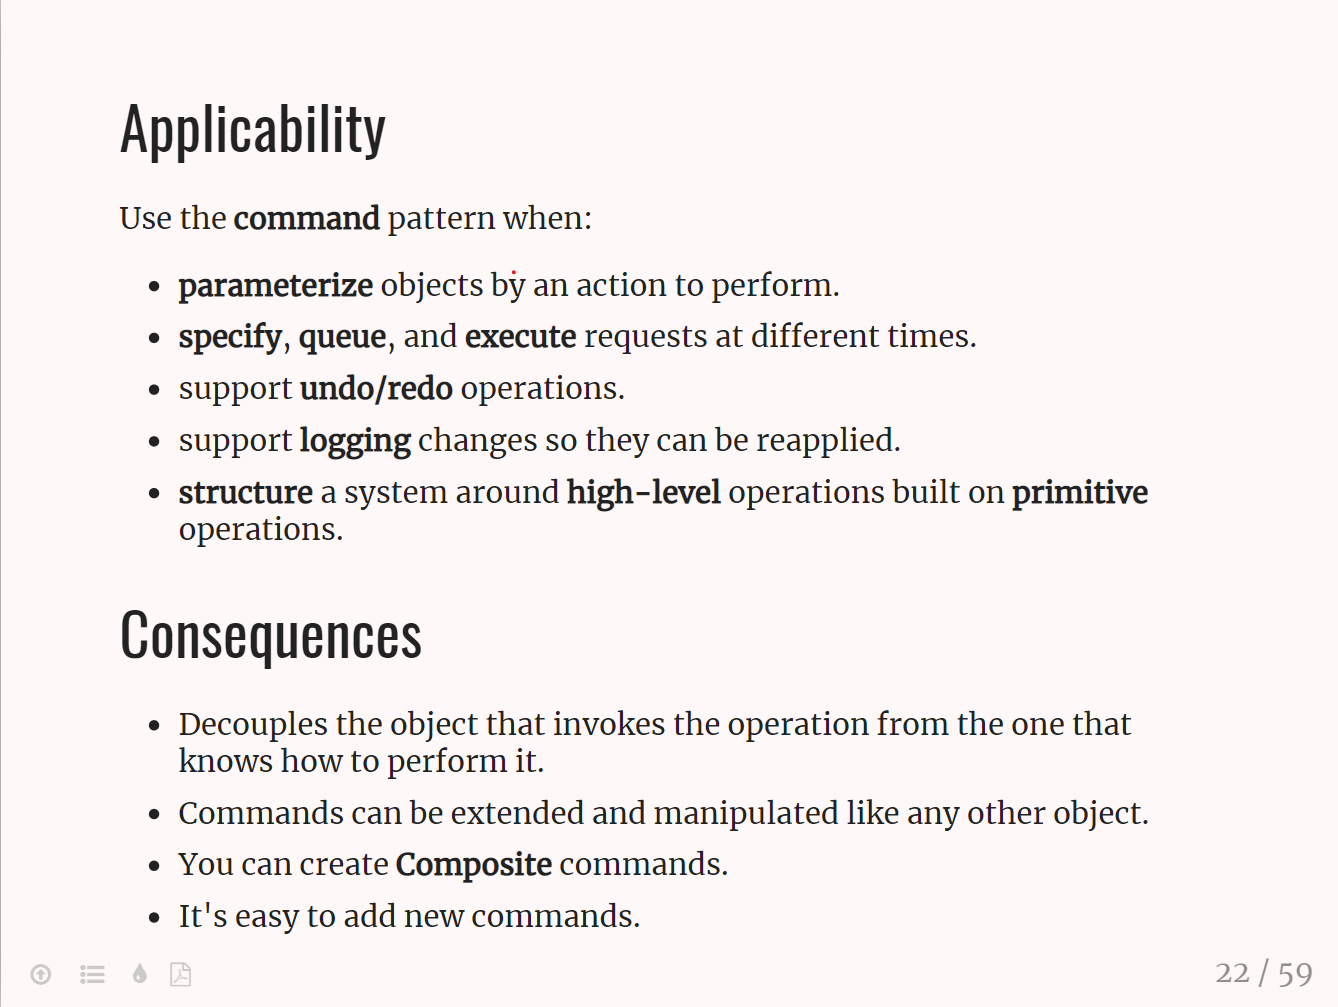 Applicability
Use the command pattern when:
parameterize objects by an action to perform.
specify, queue, and execute requests at different times.
support undo/redo operations.
support logging changes so they can be reapplied.
structure a system around high-level operations built on primitive
operations.
Consequences
Decouples the object that invokes the operation from the one that
knows how to perform it.
Commands can be extended and manipulated like any other object.
You can create Composite commands.
It's easy to add new commands.
22 / 59